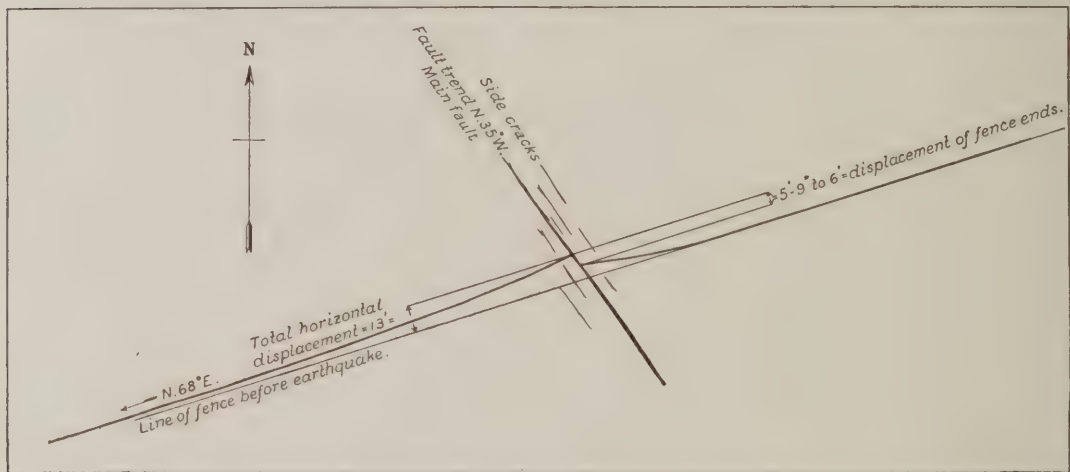 N
Fault trend N.35°W.
Main fault
Side cracks
=5'-9" to 6'=displacement of fence ends.
Total horizontal
displacement=13'=
N.68°E.
Line of fence before earthquake.